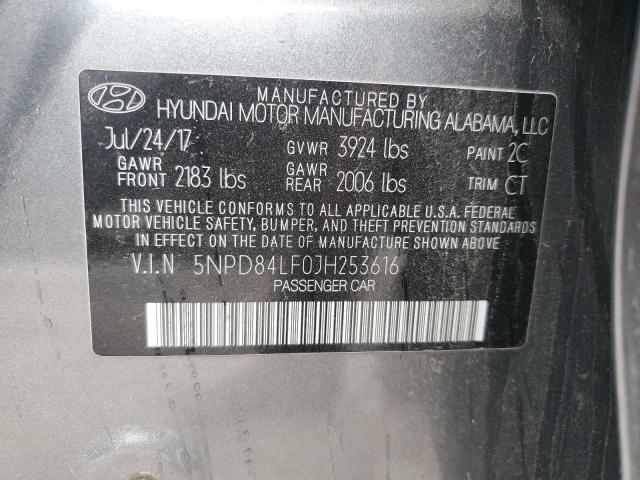 MANUFACTURED BY
HYUNDAI MOTOR MANUFACTURING ALABAMA, LLC
Jul/24/17 GVWR 3924 lbs PAINT 2C
GAWR FRONT 2183 lbs GAWR REAR 2006 lbs TRIM CT
THIS VEHICLE CONFORMS TO ALL APPLICABLE U.S.A. FEDERAL
MOTOR VEHICLE SAFETY, BUMPER, AND THEFT PREVENTION STANDARDS
IN EFFECT ON THE DATE OF MANUFACTURE SHOWN ABOVE.
V.I.N 5NPD84LF0JH253616
PASSENGER CAR